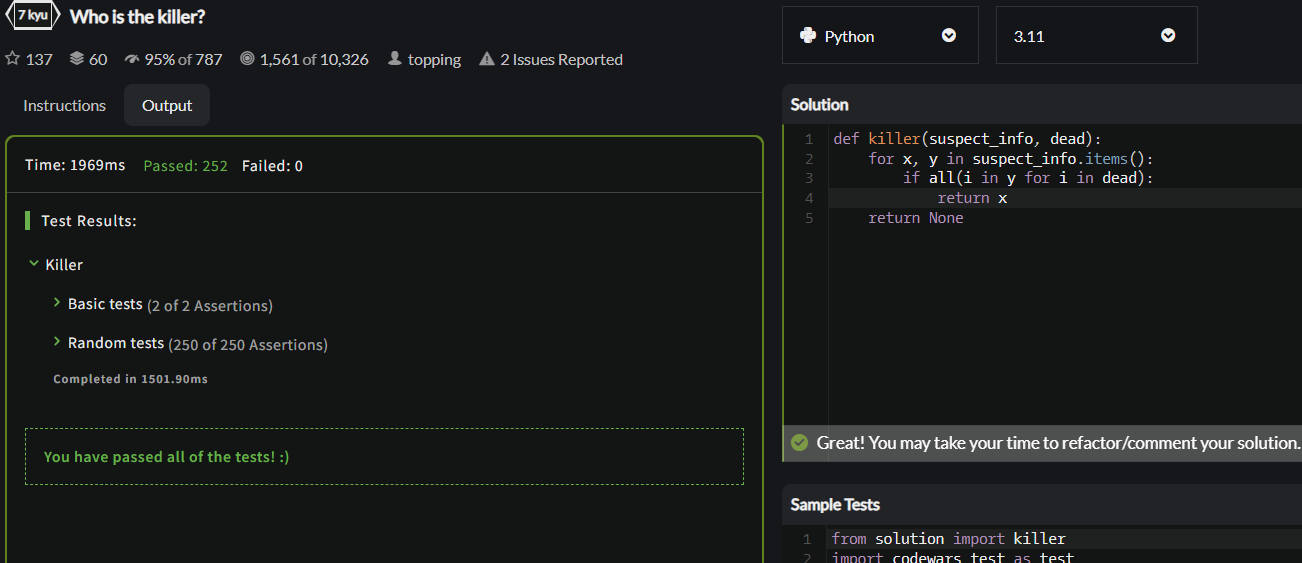 7 kyu Who is the killer?
137 60 95% of 787 1,561 of 10,326 topping 2 Issues Reported
Instructions Output
Time: 1969ms Passed: 252 Failed: 0
Test Results:
Killer
Basic tests (2 of 2 Assertions)
Random tests (250 of 250 Assertions)
Completed in 1501.90ms
You have passed all of the tests! :)
Python 3.11
Solution
1 def killer(suspect_info, dead):
2     for x, y in suspect_info.items():
3         if all(i in y for i in dead):
4             return x
5     return None
Great! You may take your time to refactor/comment your solution.
Sample Tests
1 from solution import killer
2 import codewars_test as test